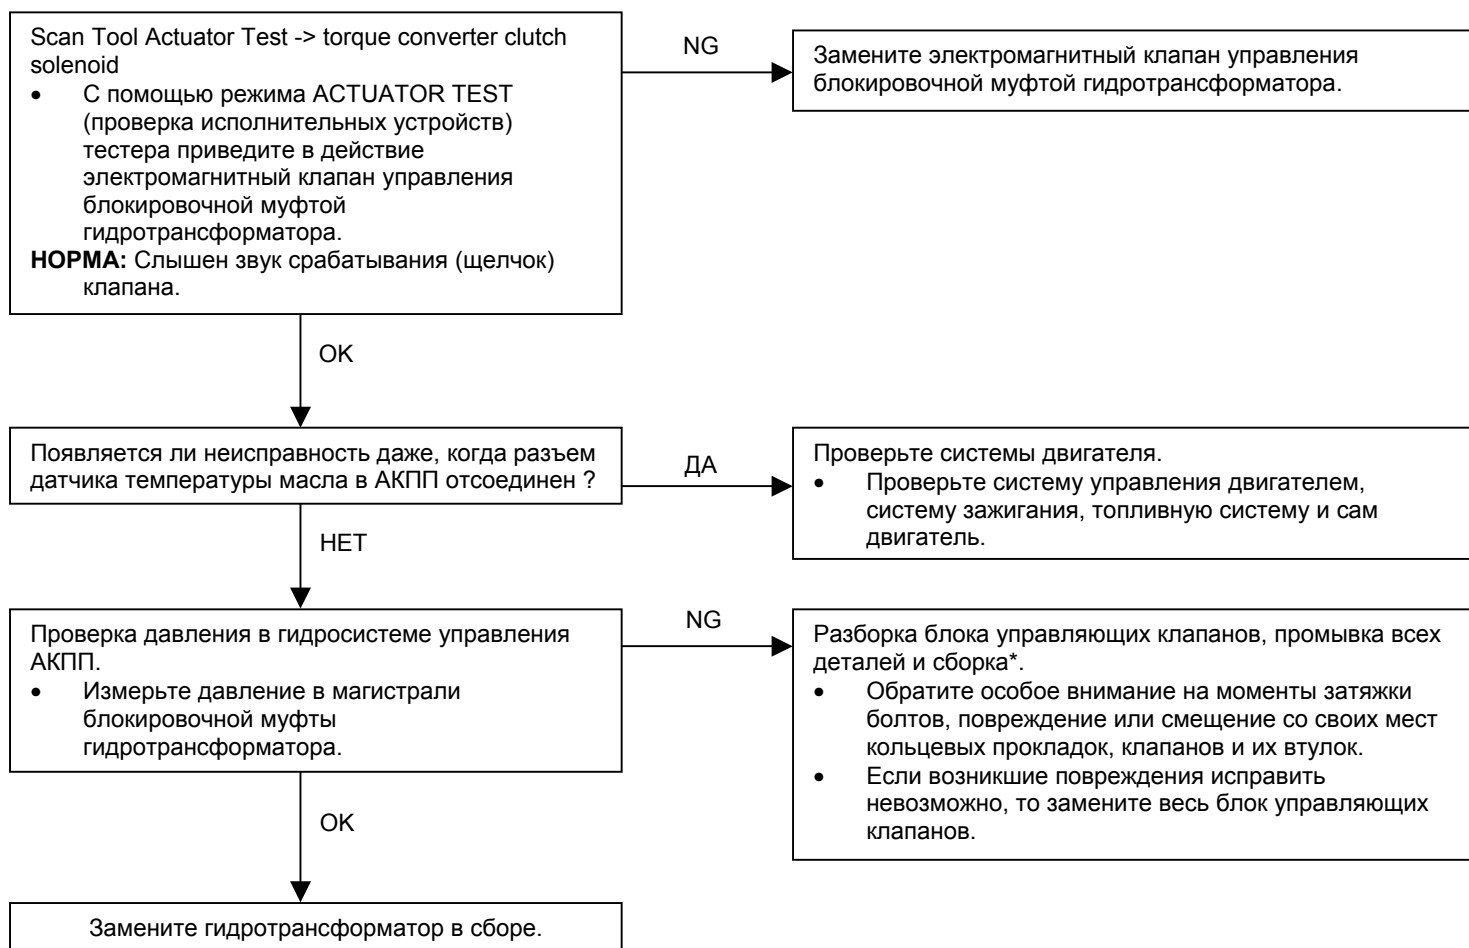 Scan Tool Actuator Test -> torque converter clutch
solenoid
• С помощью режима ACTUATOR TEST
(проверка исполнительных устройств)
тестера приведите в действие
электромагнитный клапан управления
блокировочной муфтой
гидротрансформатора.
НОРМА: Слышен звук срабатывания (щелчок)
клапана.
NG
Замените электромагнитный клапан управления
блокировочной муфтой гидротрансформатора.
OK
Появляется ли неисправность даже, когда разъем
датчика температуры масла в АКПП отсоединен ?
ДА
Проверьте системы двигателя.
• Проверьте систему управления двигателем,
систему зажигания, топливную систему и сам
двигатель.
НЕТ
Проверка давления в гидросистеме управления
АКПП.
• Измерьте давление в магистрали
блокировочной муфты
гидротрансформатора.
NG
Разборка блока управляющих клапанов, промывка всех
деталей и сборка*.
• Обратите особое внимание на моменты затяжки
болтов, повреждение или смещение со своих мест
кольцевых прокладок, клапанов и их втулок.
• Если возникшие повреждения исправить
невозможно, то замените весь блок управляющих
клапанов.
OK
Замените гидротрансформатор в сборе.